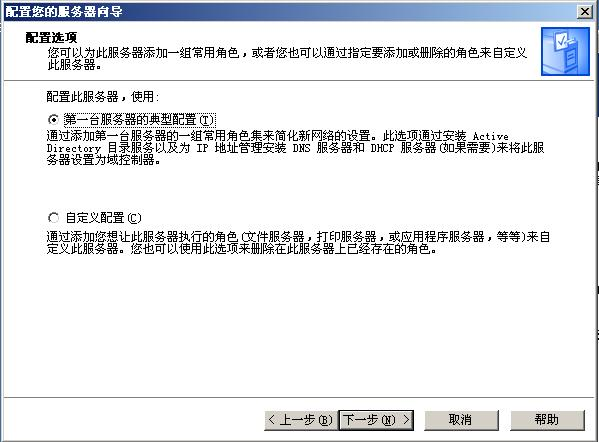 配置您的服务器向导
配置选项
您可以为此服务器添加一组常用角色，或者您也可以通过指定要添加或删除的角色来自定义
此服务器。
配置此服务器，使用:
第一台服务器的典型配置(T)
通过添加第一台服务器的一组常用角色集来简化新网络的设置。此选项通过安装 Active
Directory 目录服务以及为 IP 地址管理安装 DNS 服务器和 DHCP 服务器(如果需要)来将此服
务器设置为域控制器。
自定义配置(C)
通过添加您想让此服务器执行的角色(文件服务器，打印服务器，或应用程序服务器，等等)来自
定义此服务器。您也可以使用此选项来删除在此服务器上已经存在的角色。
< 上一步(B) 下一步(N) > 取消 帮助